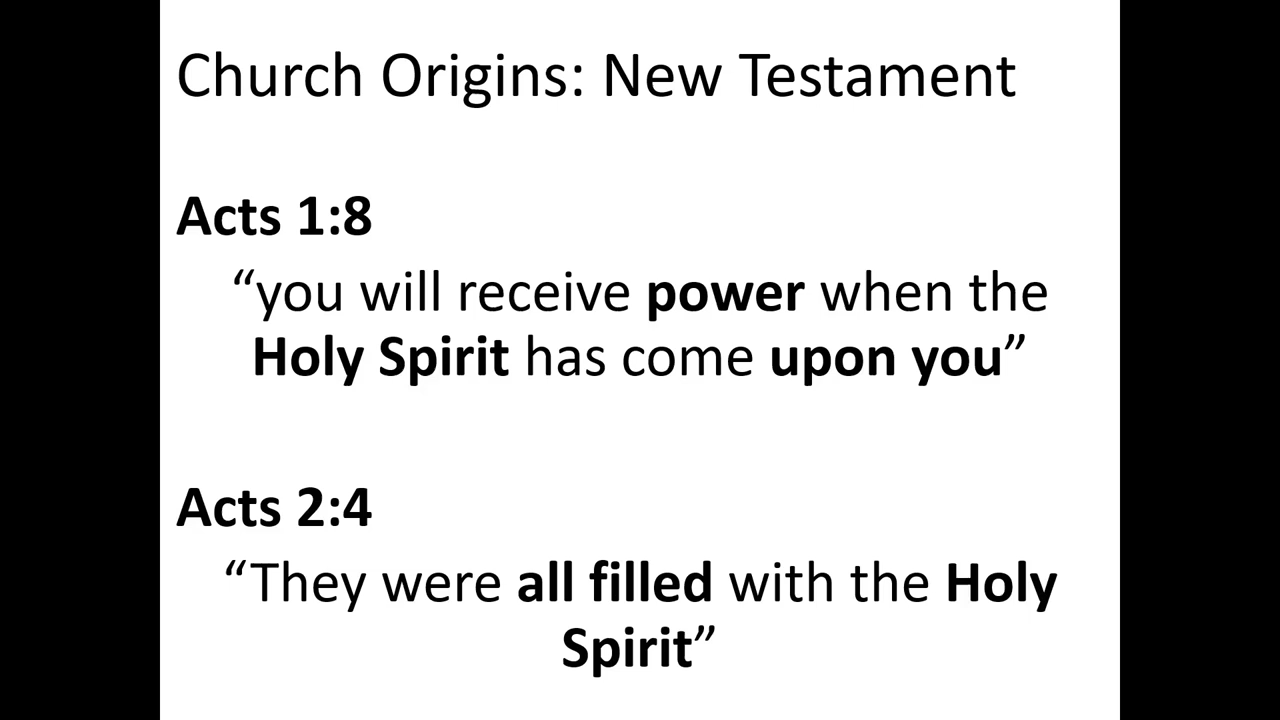 Church Origins: New Testament
Acts 1:8
“you will receive power when the
Holy Spirit has come upon you”
Acts 2:4
“They were all filled with the Holy
Spirit”